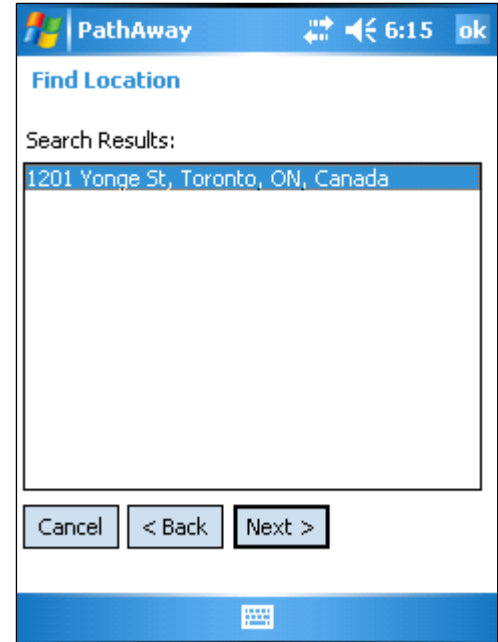 PathAway 6:15 ok
Find Location
Search Results:
1201 Yonge St, Toronto, ON, Canada
Cancel < Back Next >